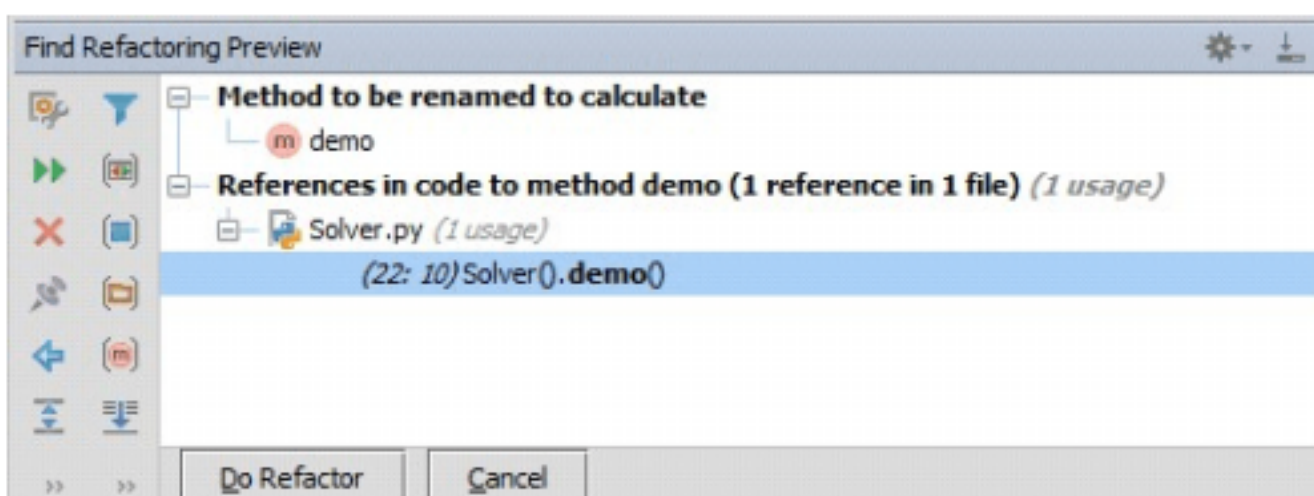 Find Refactoring Preview
Method to be renamed to calculate
m demo
References in code to method demo (1 reference in 1 file) (1 usage)
Solver.py (1 usage)
(22: 10) Solver().demo()
m
Do Refactor Cancel